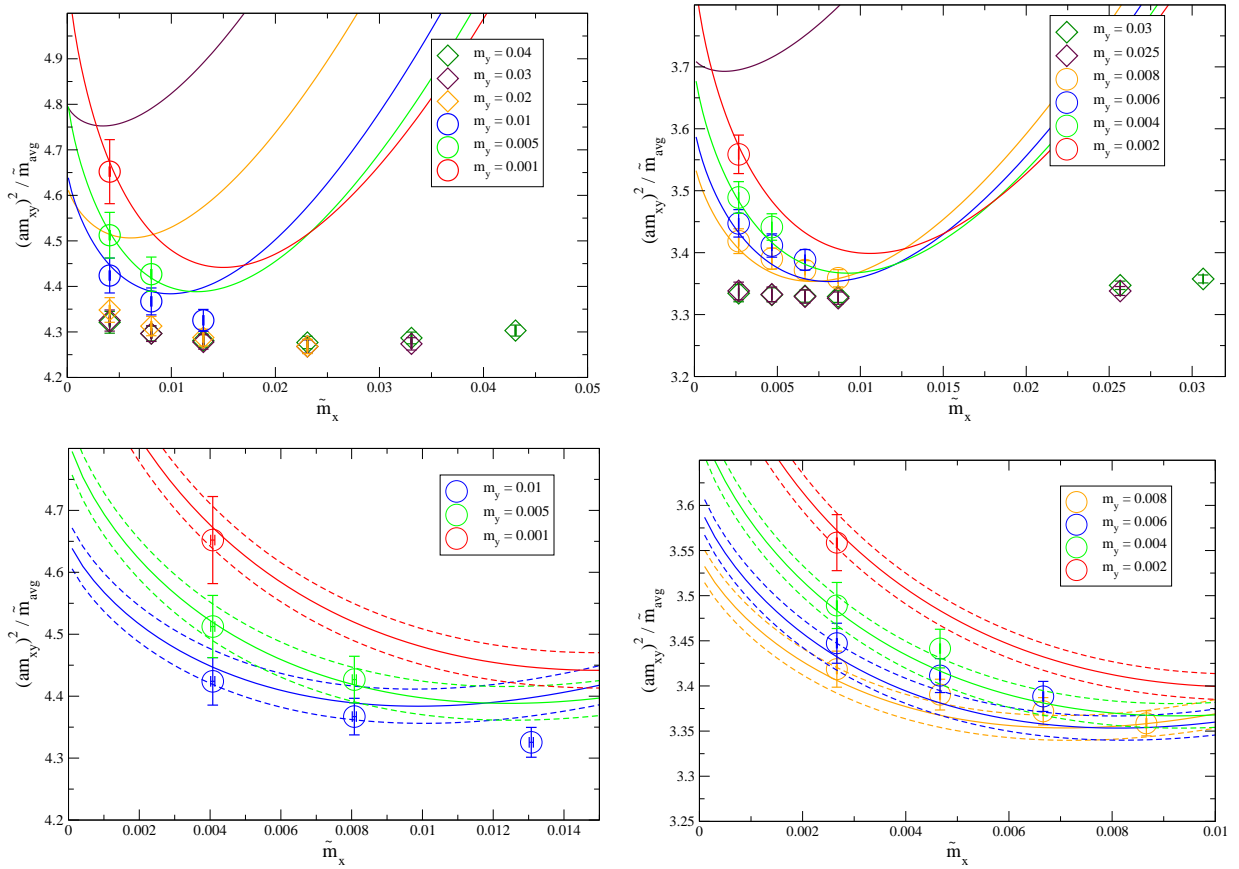 4.9
4.8
4.7
4.6
4.5
4.4
4.3
4.2
(am_xy)^2 / m̃_avg
0 0.01 0.02 0.03 0.04 0.05
m̃_x
m_y = 0.04
m_y = 0.03
m_y = 0.02
m_y = 0.01
m_y = 0.005
m_y = 0.001
3.7
3.6
3.5
3.4
3.3
3.2
(am_xy)^2 / m̃_avg
0 0.005 0.01 0.015 0.02 0.025 0.03
m̃_x
m_y = 0.03
m_y = 0.025
m_y = 0.008
m_y = 0.006
m_y = 0.004
m_y = 0.002
4.7
4.6
4.5
4.4
4.3
4.2
(am_xy)^2 / m̃_avg
0 0.002 0.004 0.006 0.008 0.01 0.012 0.014
m̃_x
m_y = 0.01
m_y = 0.005
m_y = 0.001
3.6
3.55
3.5
3.45
3.4
3.35
3.3
3.25
(am_xy)^2 / m̃_avg
0 0.002 0.004 0.006 0.008 0.01
m̃_x
m_y = 0.008
m_y = 0.006
m_y = 0.004
m_y = 0.002